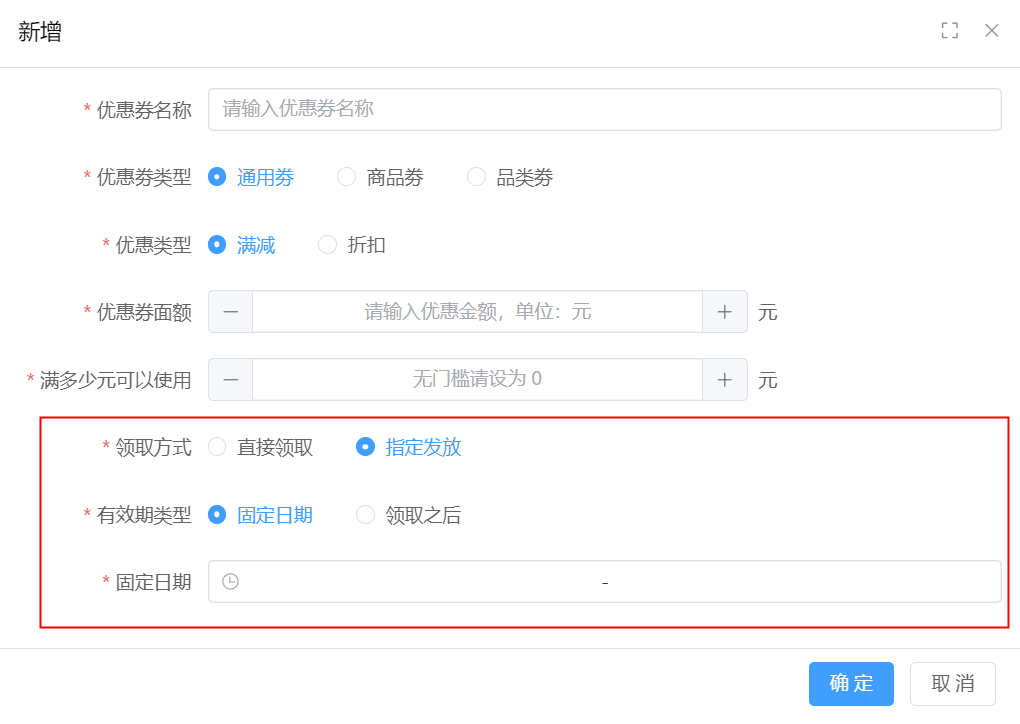 新增
* 优惠券名称 请输入优惠券名称
* 优惠劵类型 通用劵 商品劵 品类劵
* 优惠类型 满减 折扣
* 优惠券面额 请输入优惠金额，单位：元 元
* 满多少元可以使用 无门槛请设为 0 元
* 领取方式 直接领取 指定发放
* 有效期类型 固定日期 领取之后
* 固定日期 -
确 定 取 消